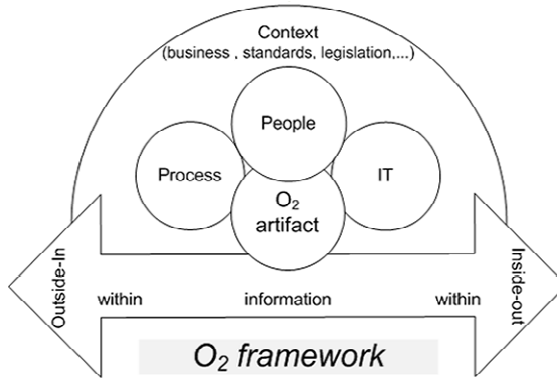 Context
(business , standards, legislation,...)
People
Process
IT
O₂
artifact
Outside-In
within
information
within
Inside-out
O₂ framework